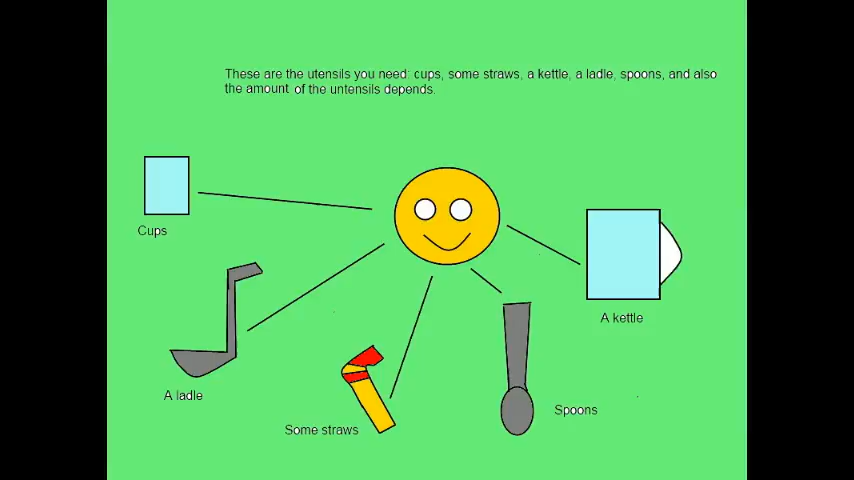 These are the utensils you need: cups, some straws, a kettle, a ladle, spoons, and also
the amount of the untensils depends.
Cups
A kettle
A ladle
Spoons
Some straws